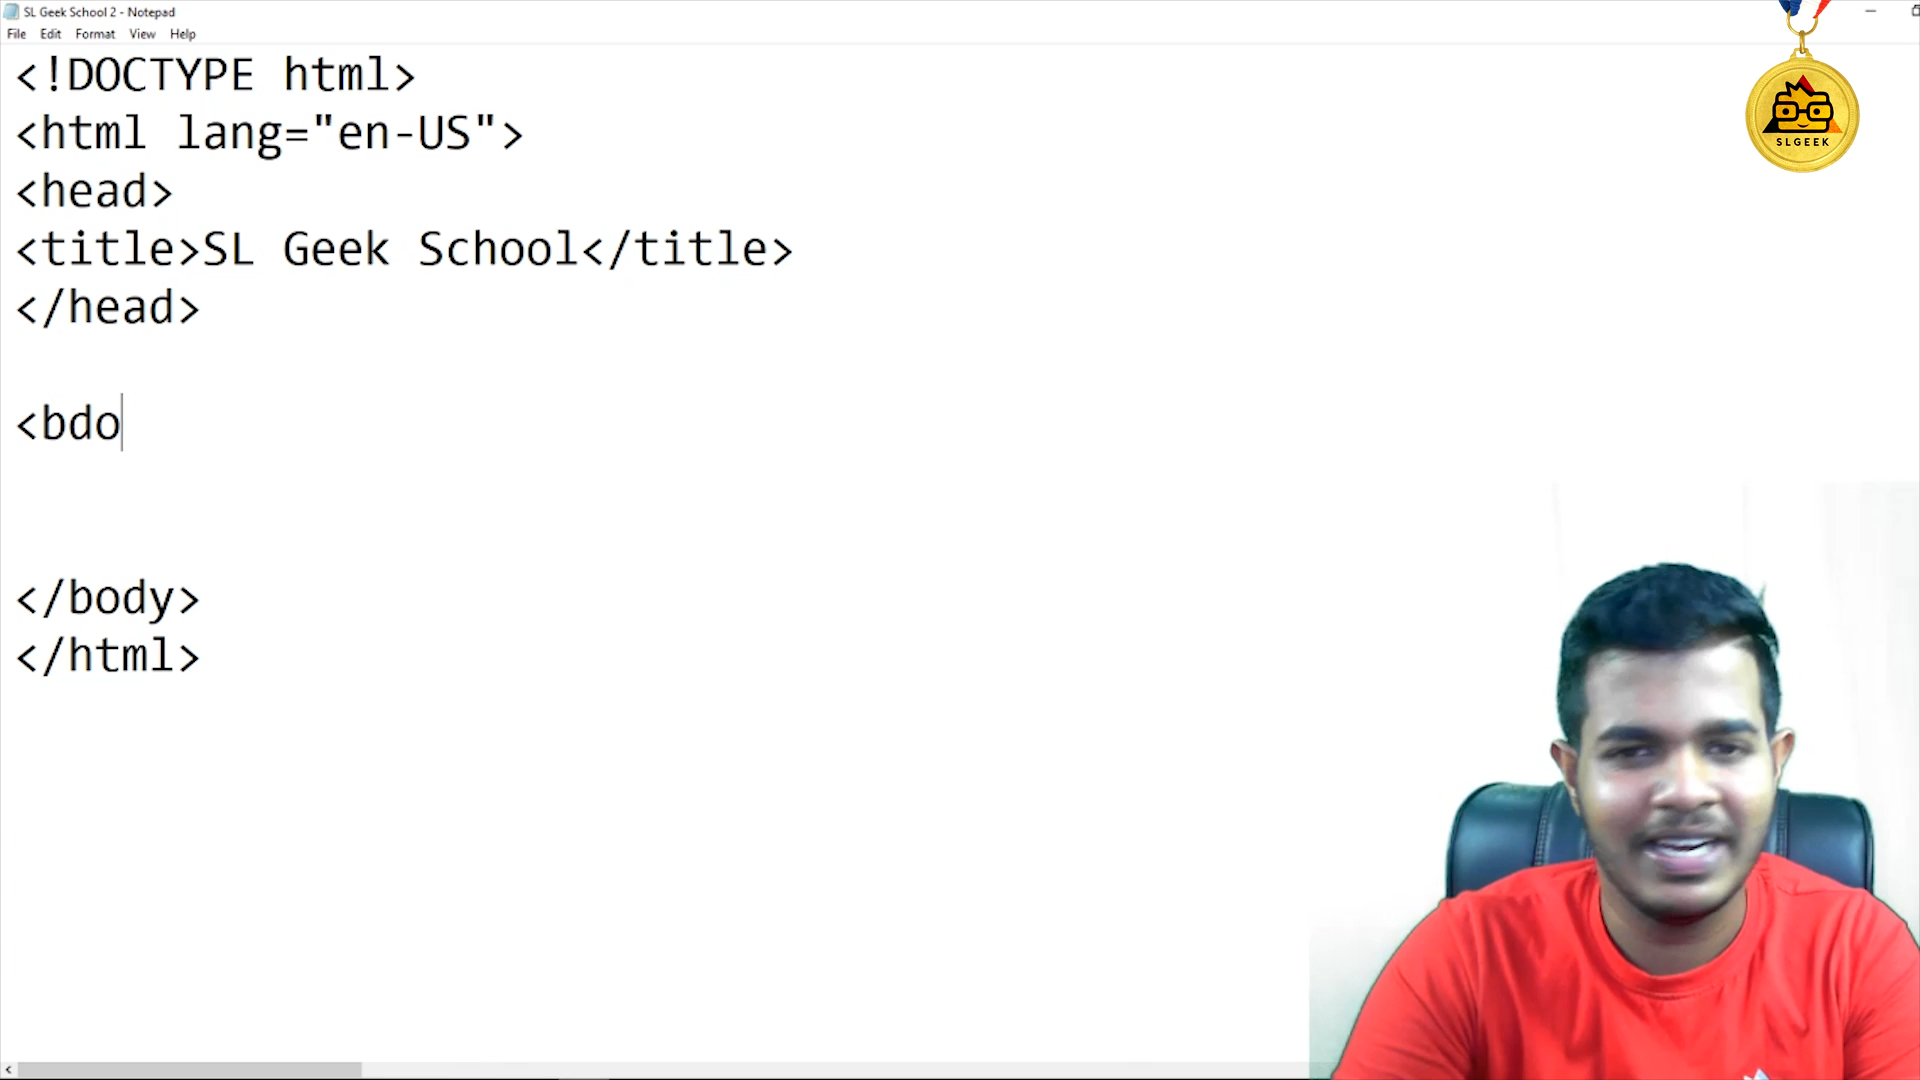 SL Geek School 2 - Notepad
File Edit Format View Help
<!DOCTYPE html>
<html lang="en-US">
<head>
<title>SL Geek School</title>
</head>
<bdo
</body>
</html>
SLGEEK